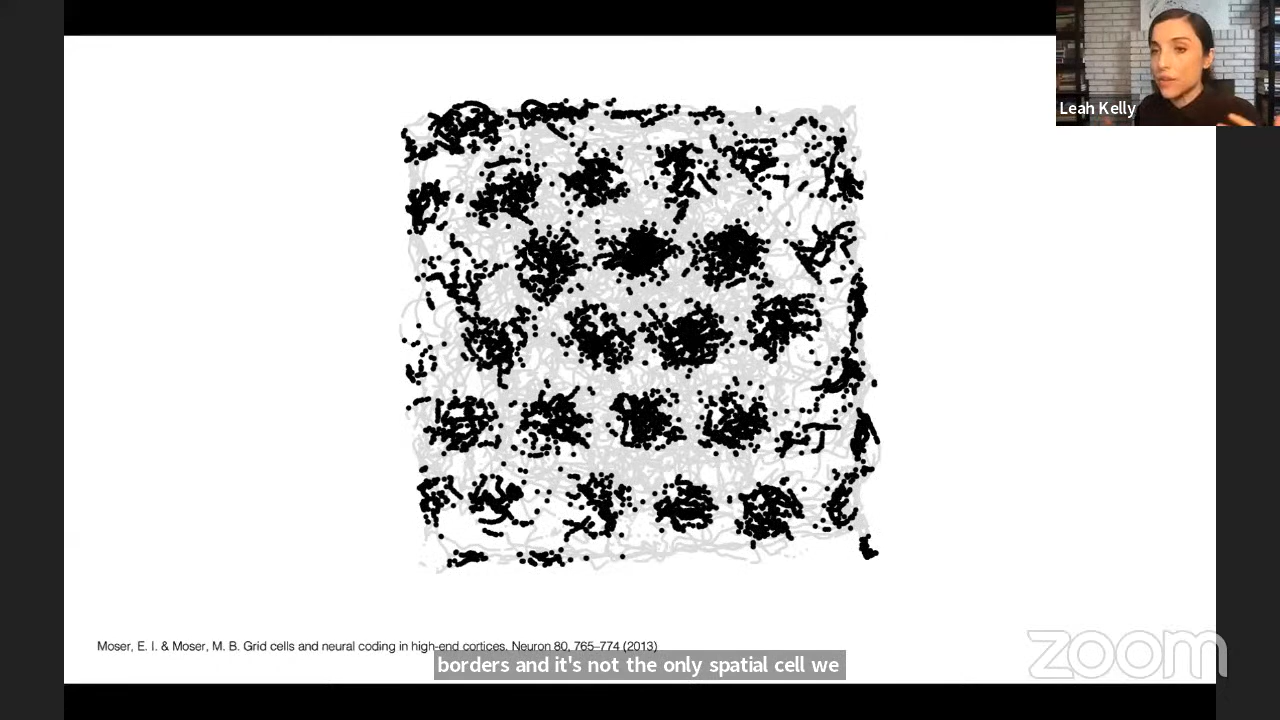 Leah Kelly
Moser, E. I. & Moser, M. B. Grid cells and neural coding in high-end cortices. Neuron 80, 765–774 (2013)
borders and it's not the only spatial cell we
zoom